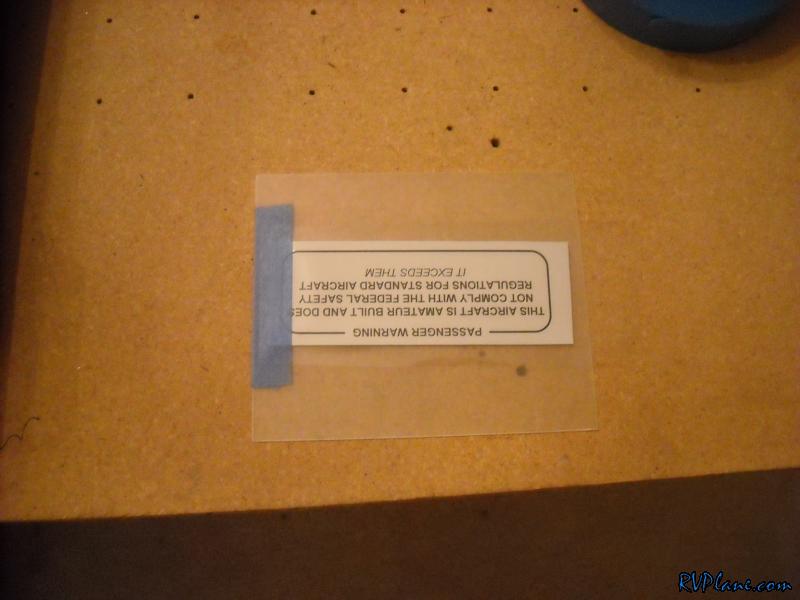 PASSENGER WARNING
THIS AIRCRAFT IS AMATEUR BUILT AND DOES
NOT COMPLY WITH THE FEDERAL SAFETY
REGULATIONS FOR STANDARD AIRCRAFT
IT EXCEEDS THEM
RVPlane.com